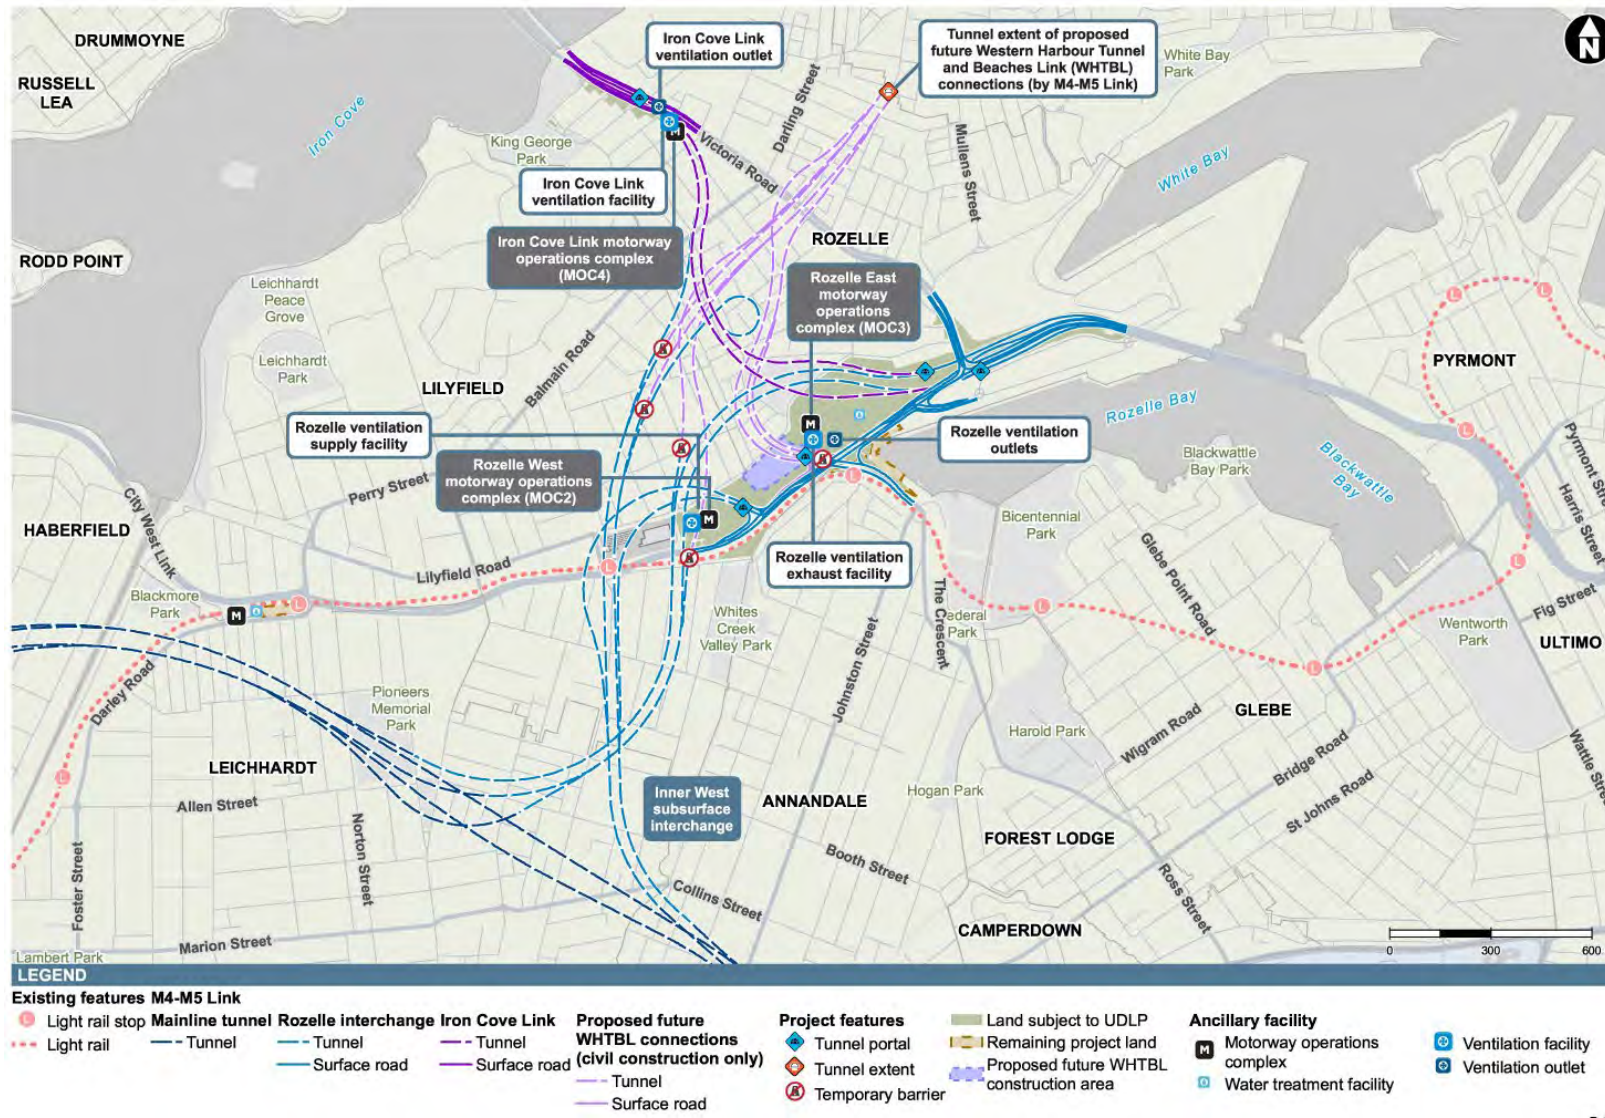 DRUMMOYNE
RUSSELL
LEA
Iron Cove
Iron Cove Link
ventilation outlet
Darling Street
Tunnel extent of proposed
future Western Harbour Tunnel
and Beaches Link (WHTBL)
connections (by M4-M5 Link)
White Bay
Park
N
King George
Park
Victoria Road
Mullens Street
White Bay
Iron Cove Link
ventilation facility
M
RODD POINT
Iron Cove Link motorway
operations complex
(MOC4)
ROZELLE
Rozelle East
motorway
operations
complex (MOC3)
Leichhardt
Peace
Grove
Leichhardt
Park
L
L
PYRMONT
LILYFIELD
Balmain Road
Rozelle Bay
Rozelle ventilation
supply facility
M
Rozelle ventilation
outlets
L
Blackwattle
Bay Park
Blackwattle
Bay
Pyrmont Stre
Harris Street
Rozelle West
motorway operations
complex (MOC2)
Perry Street
L
City West Link
HABERFIELD
M
Bicentennial
Park
Rozelle ventilation
exhaust facility
Glebe Point Road
L
Lilyfield Road
L
The Crescent
Fig Street
Blackmore
Park
M
L
Whites
Creek
Valley Park
Federal
Park
L
Wentworth
Park
ULTIMO
Johnston Street
L
Darley Road
Pioneers
Memorial
Park
Harold Park
Wigram Road
GLEBE
Wattle Stree
LEICHHARDT
L
Allen Street
Inner West
subsurface
interchange
ANNANDALE
Hogan Park
Bridge Road
St Johns Road
FOREST LODGE
Norton Street
Foster Street
Booth Street
Ross Street
Collins Street
CAMPERDOWN
Marion Street
Lambert Park
0 300 600
LEGEND
Existing features
L Light rail stop
Light rail
M4-M5 Link
Mainline tunnel
Tunnel
Rozelle interchange
Tunnel
Surface road
Iron Cove Link
Tunnel
Surface road
Proposed future
WHTBL connections
(civil construction only)
Tunnel
Surface road
Project features
Tunnel portal
Tunnel extent
Temporary barrier
Land subject to UDLP
Remaining project land
Proposed future WHTBL
construction area
Ancillary facility
M Motorway operations
complex
Water treatment facility
Ventilation facility
Ventilation outlet